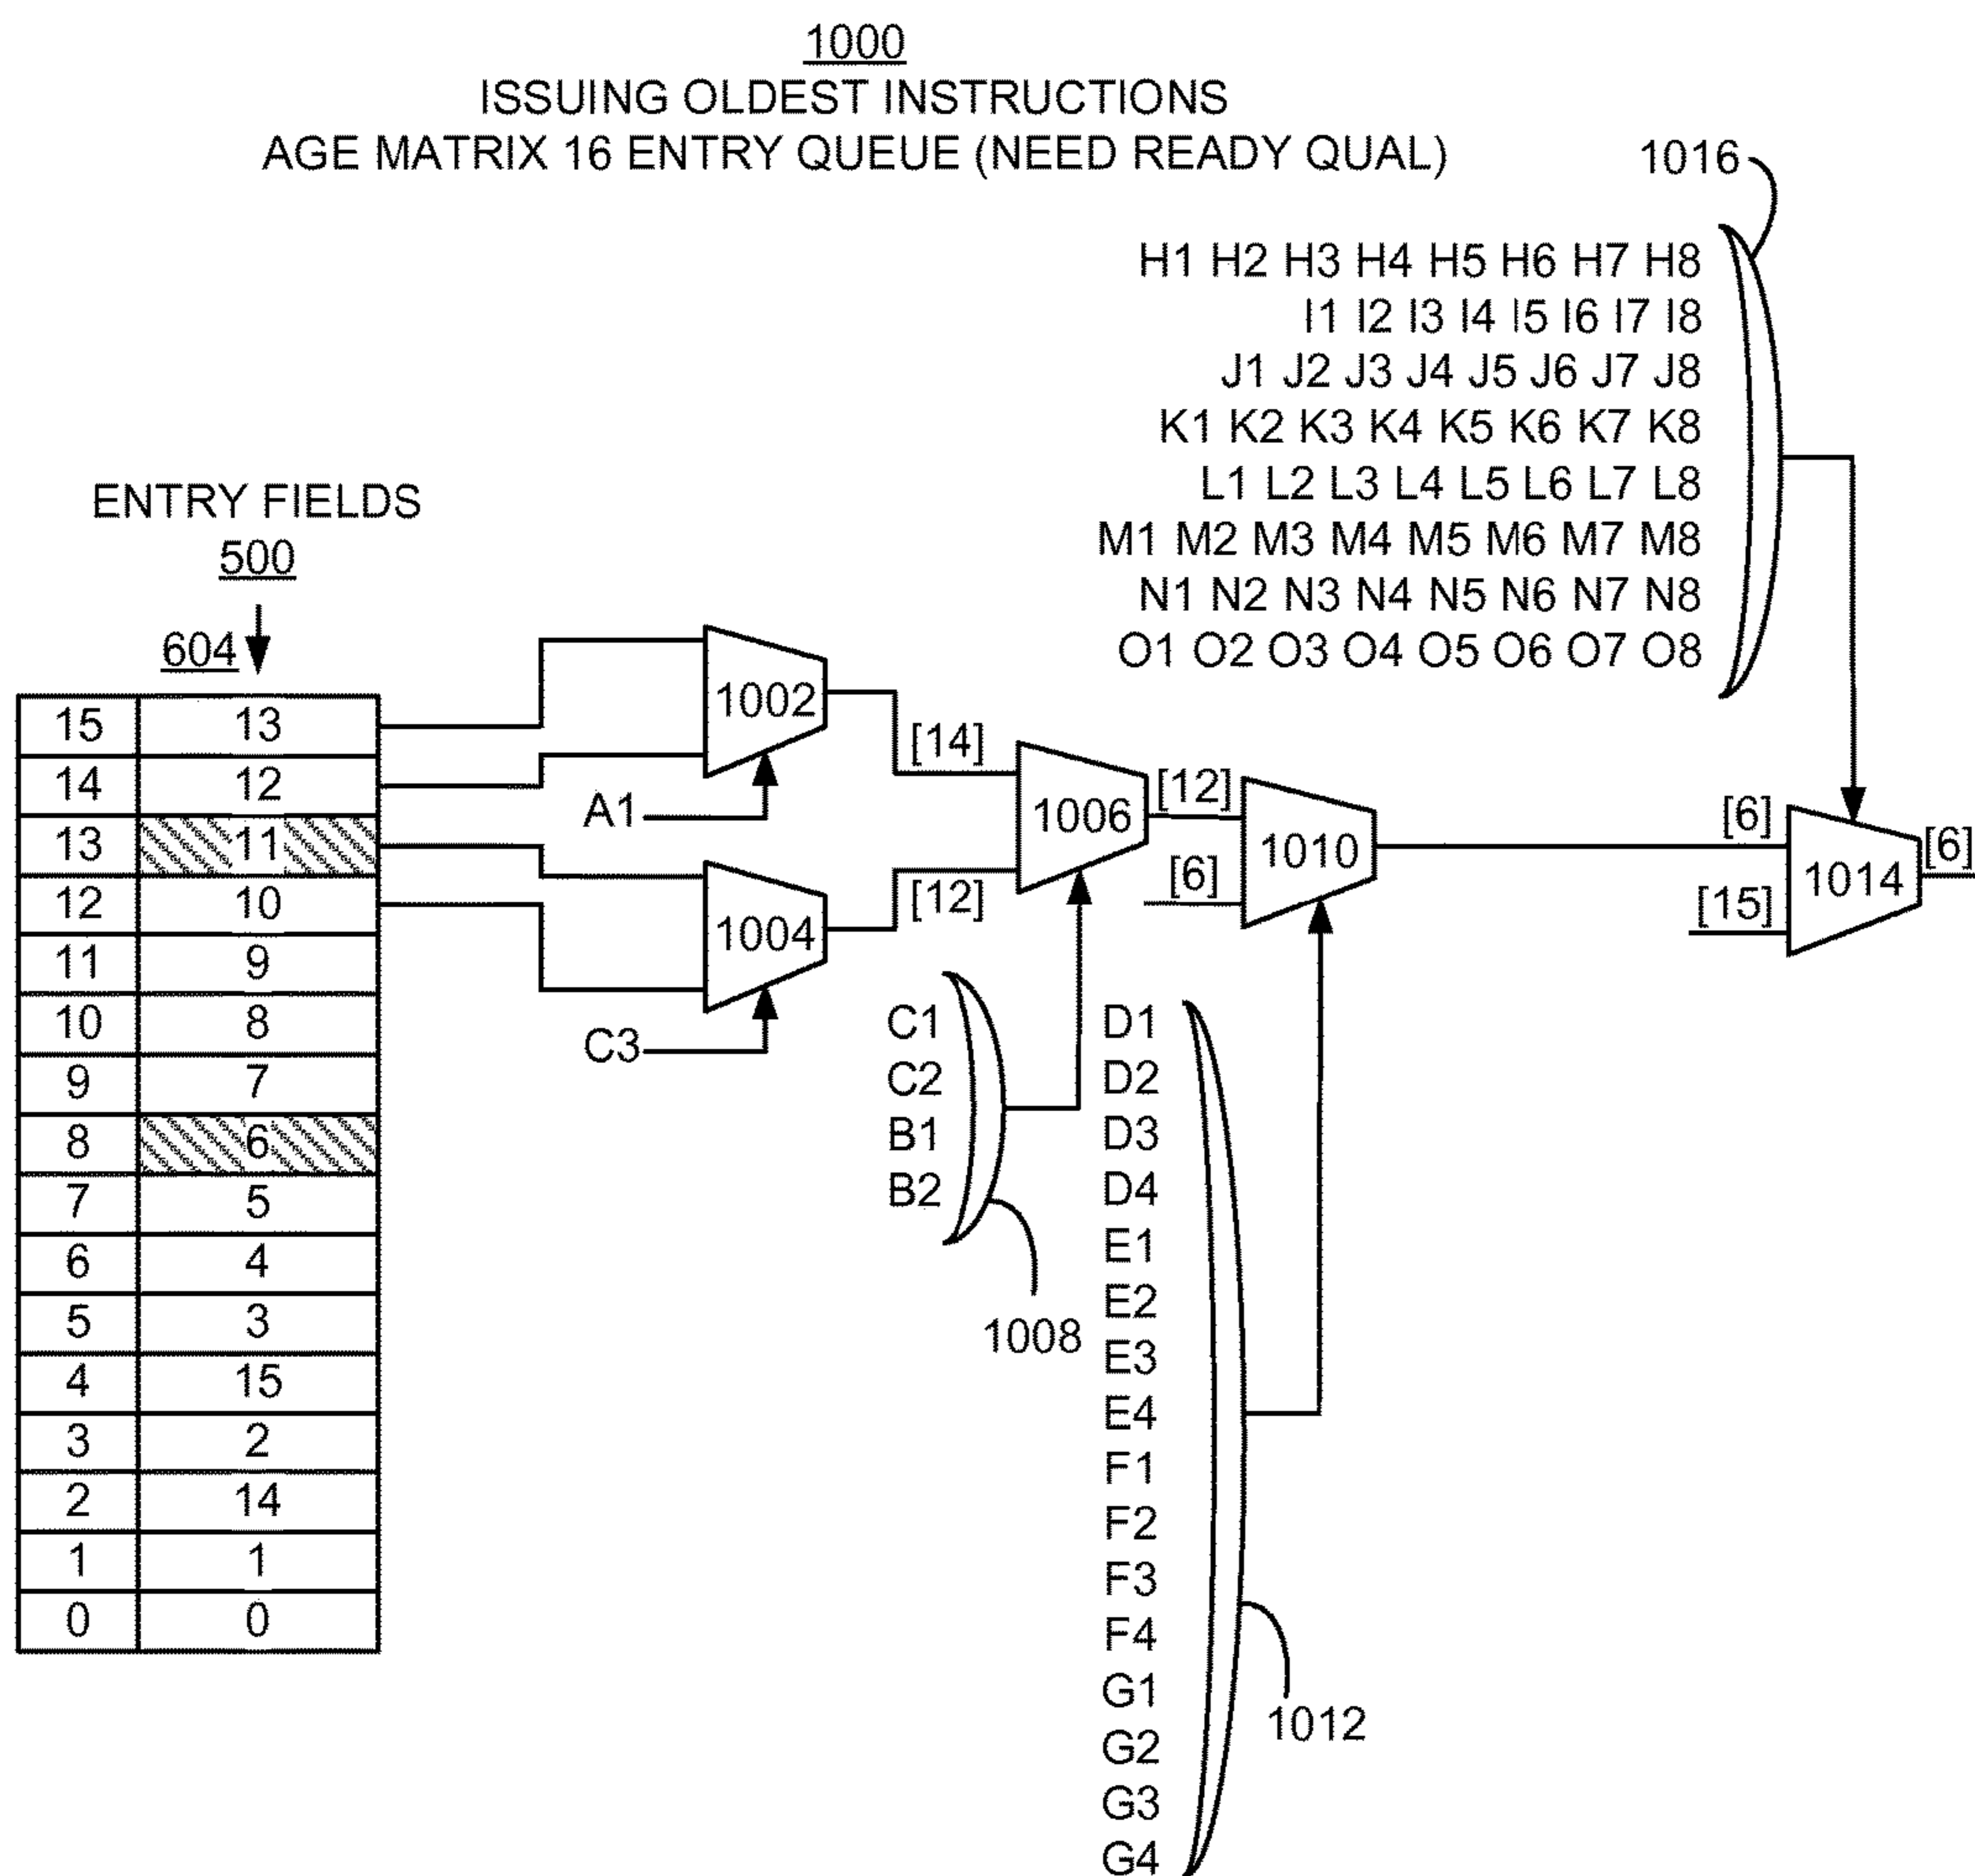 1000
ISSUING OLDEST INSTRUCTIONS
AGE MATRIX 16 ENTRY QUEUE (NEED READY QUAL)
1016
H1 H2 H3 H4 H5 H6 H7 H8
I1 I2 I3 I4 I5 I6 I7 I8
J1 J2 J3 J4 J5 J6 J7 J8
K1 K2 K3 K4 K5 K6 K7 K8
L1 L2 L3 L4 L5 L6 L7 L8
M1 M2 M3 M4 M5 M6 M7 M8
N1 N2 N3 N4 N5 N6 N7 N8
O1 O2 O3 O4 O5 O6 O7 O8
ENTRY FIELDS
500
604
15 13
14 12
13 11
12 10
11 9
10 8
9 7
8 6
7 5
6 4
5 3
4 15
3 2
2 14
1 1
0 0
1002
A1
1004
C3
[14]
[12]
1006
C1
C2
B1
B2
1008
[12]
[6]
1010
D1
D2
D3
D4
E1
E2
E3
E4
F1
F2
F3
F4
G1
G2
G3
G4
1012
[6]
[15]
1014
[6]